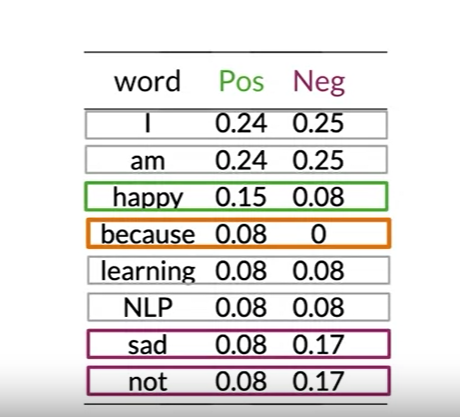 word Pos Neg
I 0.24 0.25
am 0.24 0.25
happy 0.15 0.08
because 0.08 0
learning 0.08 0.08
NLP 0.08 0.08
sad 0.08 0.17
not 0.08 0.17